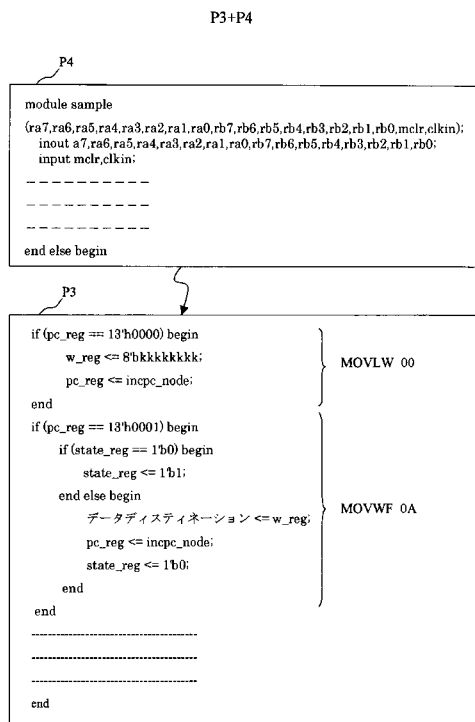 P3+P4
P4
module sample
(ra7,ra6,ra5,ra4,ra3,ra2,ra1,ra0,rb7,rb6,rb5,rb4,rb3,rb2,rb1,rb0,mclr,clkin);
inout a7,ra6,ra5,ra4,ra3,ra2,ra1,ra0,rb7,rb6,rb5,rb4,rb3,rb2,rb1,rb0;
input mclr,clkin;
end else begin
P3
if (pc_reg == 13'h0000) begin
w_reg <= 8'bkkkkkkkk;
pc_reg <= incpc_node;
end
MOVLW 00
if (pc_reg == 13'h0001) begin
if (state_reg == 1'b0) begin
state_reg <= 1'b1;
end else begin
データディスティネーション <= w_reg;
pc_reg <= incpc_node;
state_reg <= 1'b0;
end
end
MOVWF 0A
end